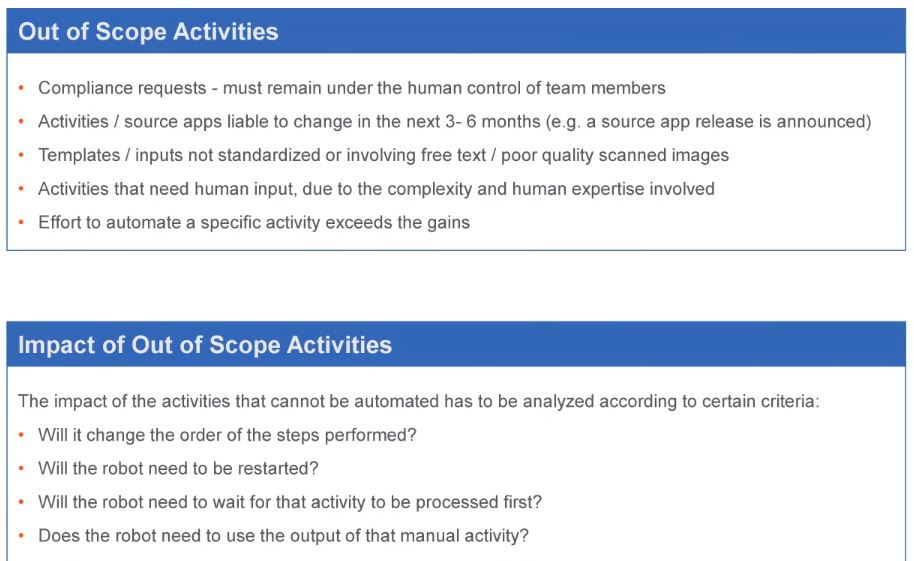 Out of Scope Activities
• Compliance requests - must remain under the human control of team members
• Activities / source apps liable to change in the next 3- 6 months (e.g. a source app release is announced)
• Templates / inputs not standardized or involving free text / poor quality scanned images
• Activities that need human input, due to the complexity and human expertise involved
• Effort to automate a specific activity exceeds the gains
Impact of Out of Scope Activities
The impact of the activities that cannot be automated has to be analyzed according to certain criteria:
• Will it change the order of the steps performed?
• Will the robot need to be restarted?
• Will the robot need to wait for that activity to be processed first?
• Does the robot need to use the output of that manual activity?